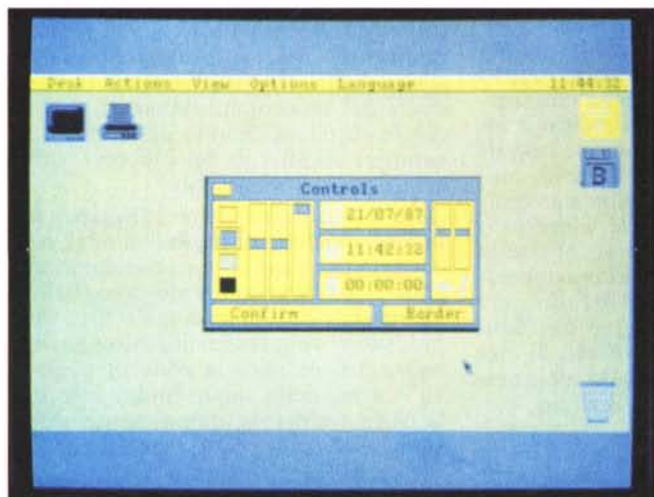 Desk Actions View Options Language 11:44:32
B
Controls
21/07/87
11:42:32
00:00:00
Confirm Border